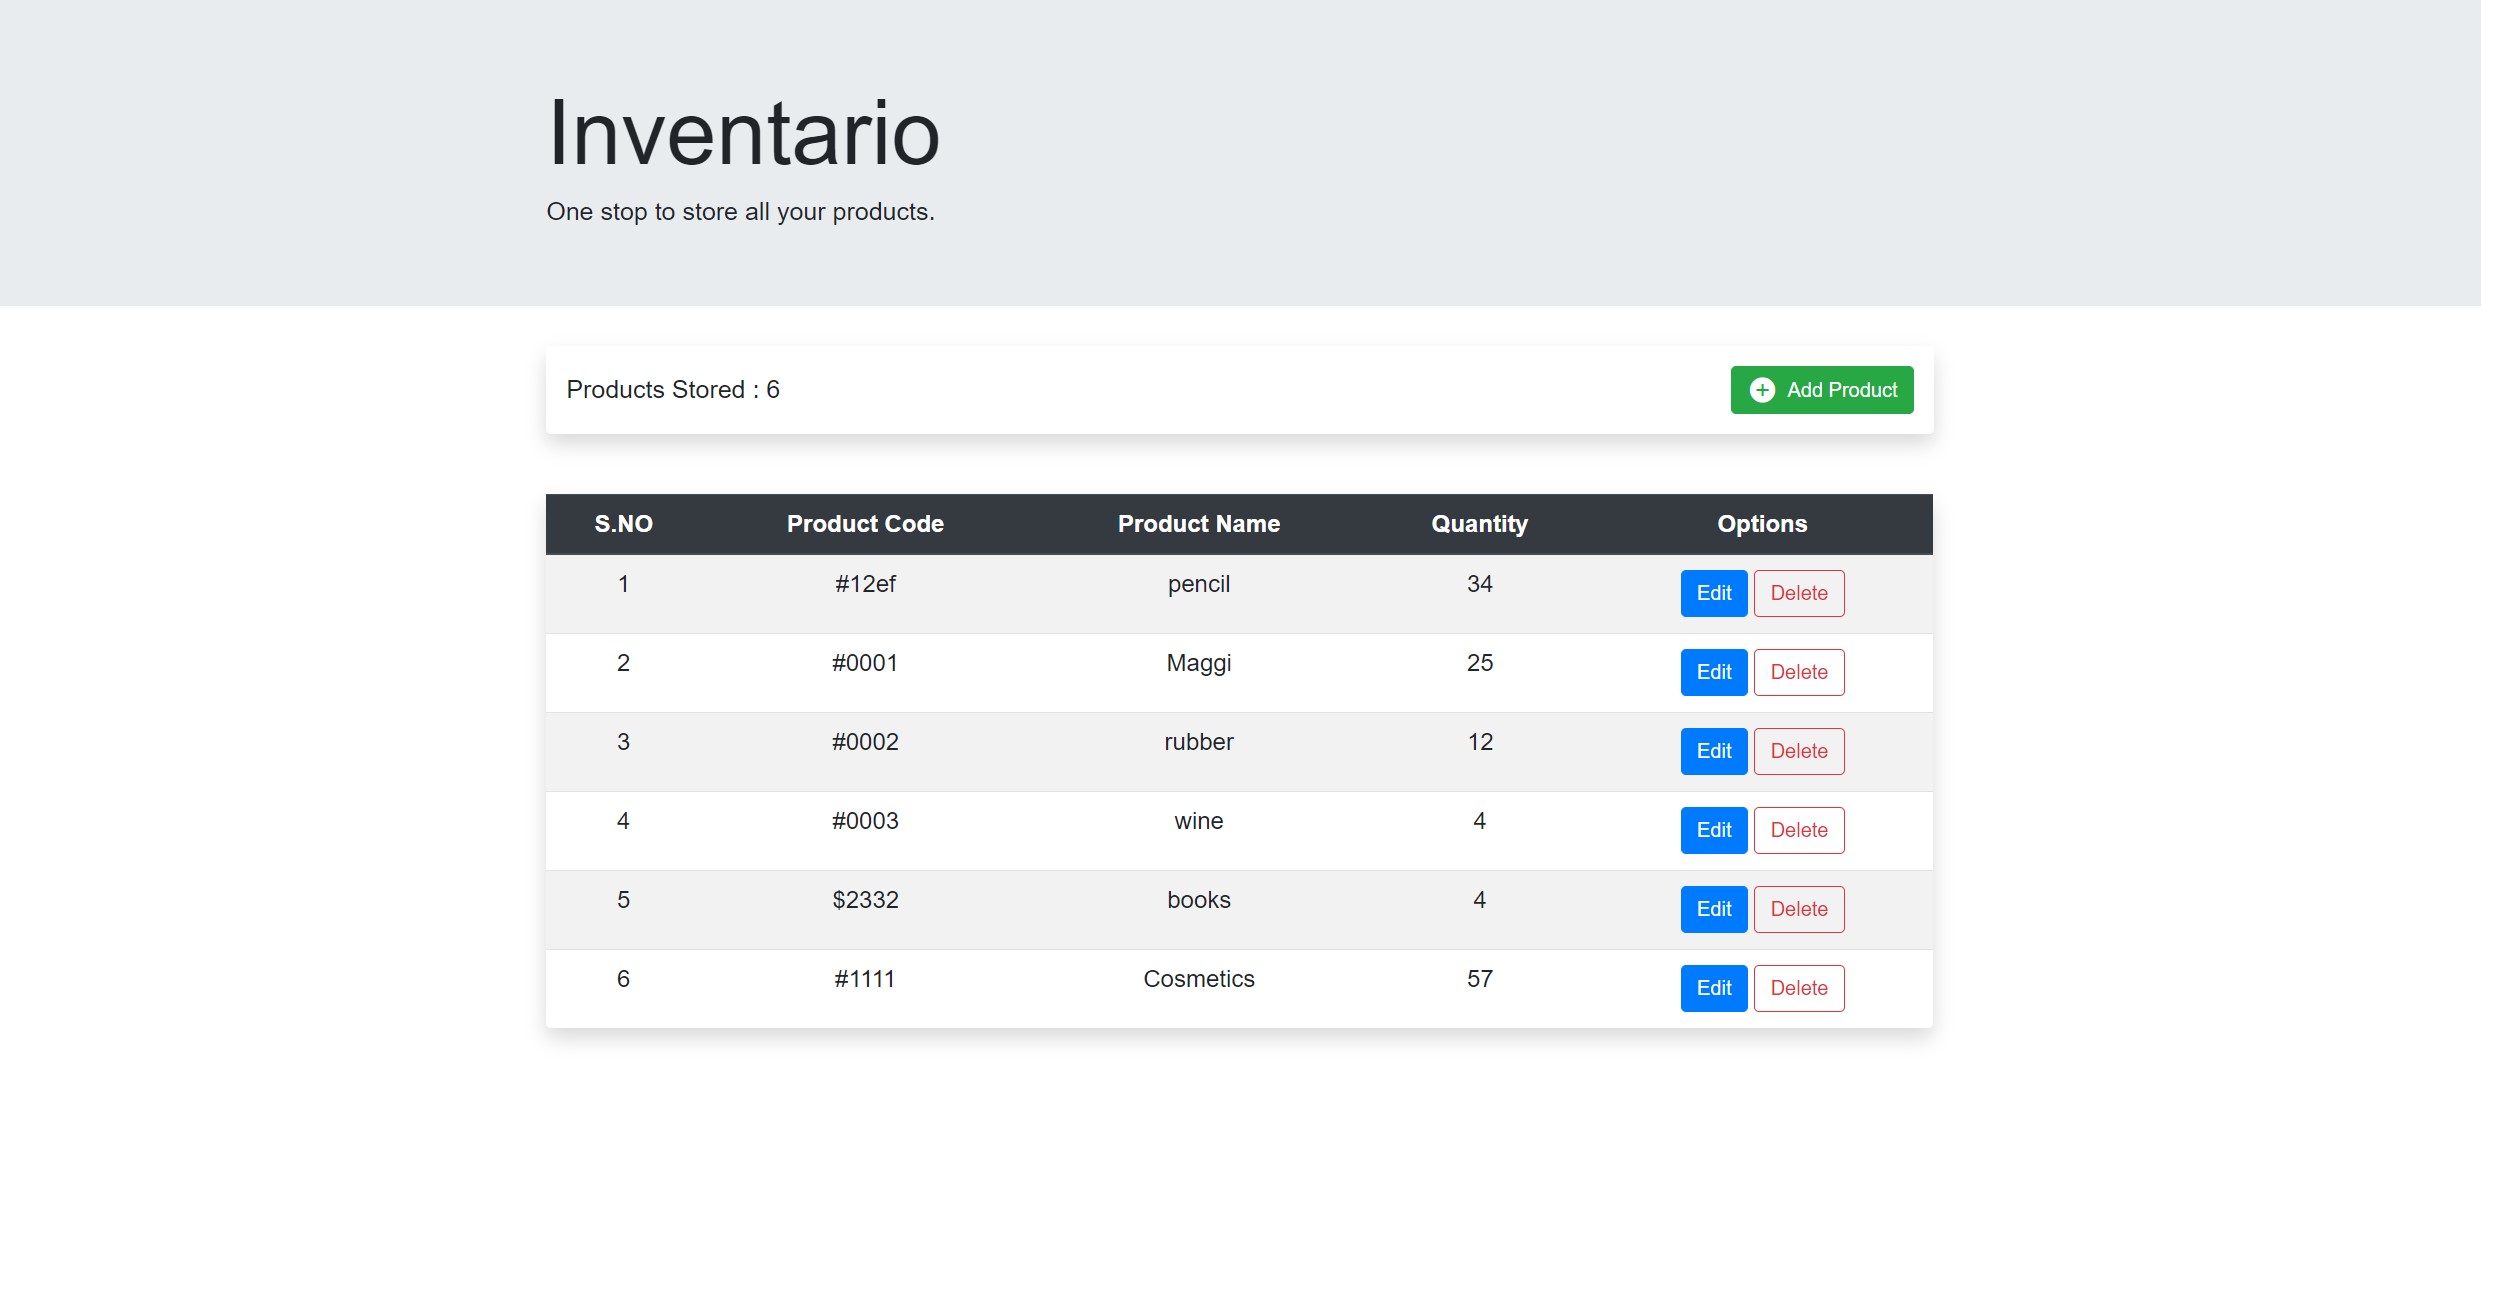 Inventario
One stop to store all your products.
Products Stored : 6
Add Product
S.NO Product Code Product Name Quantity Options
1 #12ef pencil 34 Edit Delete
2 #0001 Maggi 25 Edit Delete
3 #0002 rubber 12 Edit Delete
4 #0003 wine 4 Edit Delete
5 $2332 books 4 Edit Delete
6 #1111 Cosmetics 57 Edit Delete